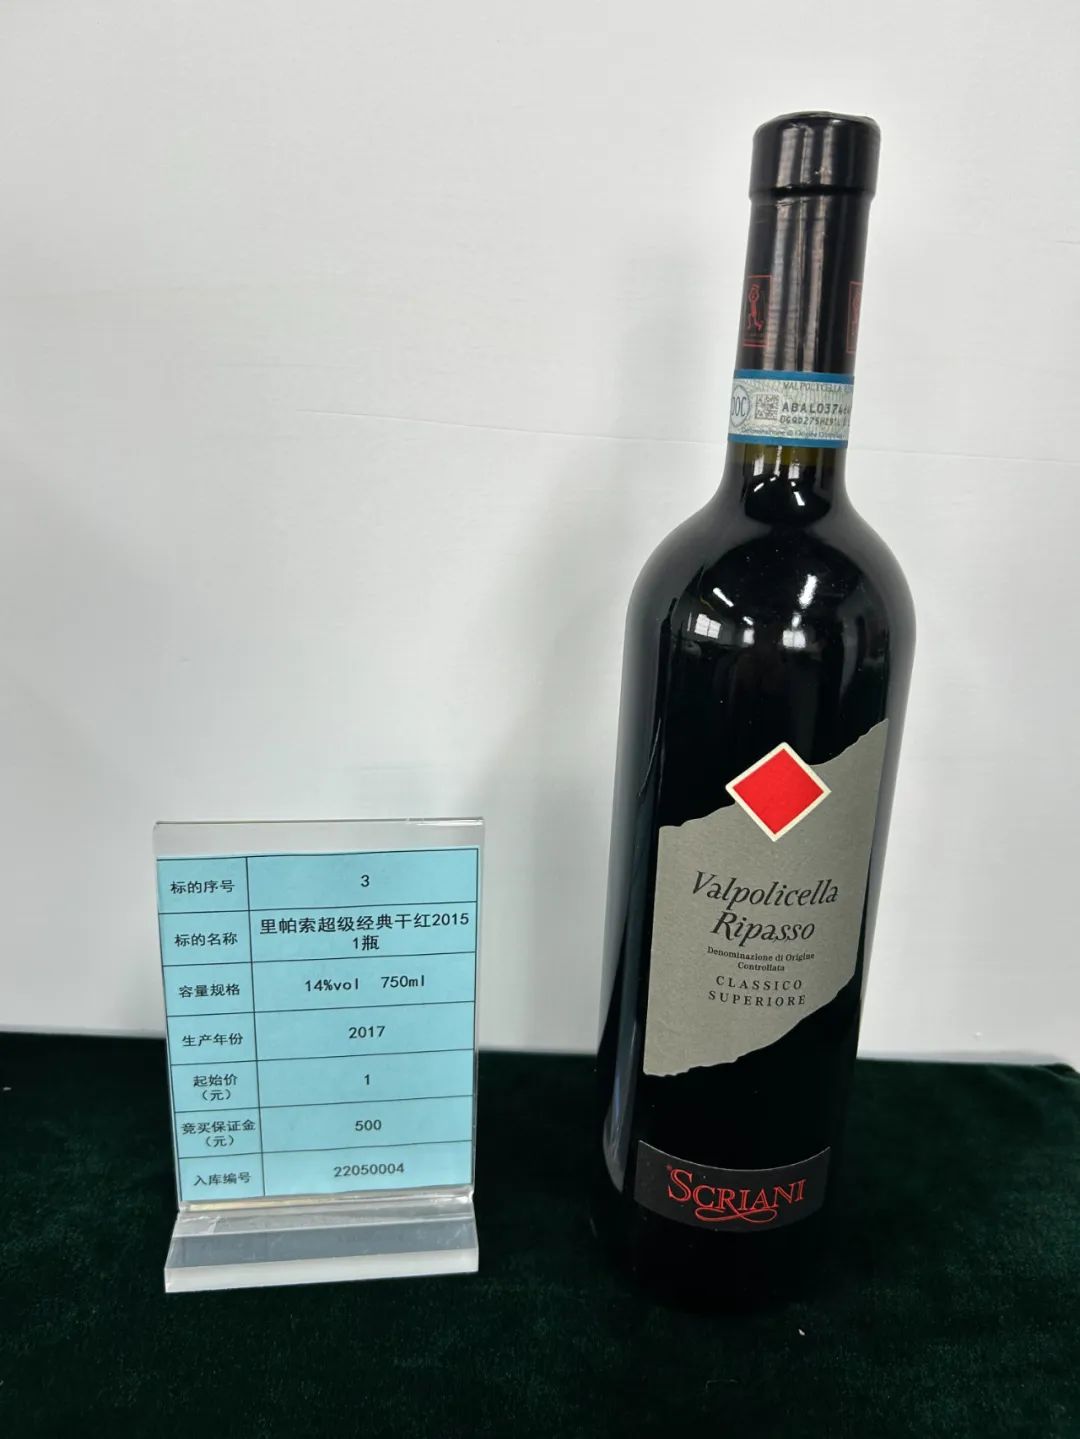 标的序号 3
标的名称 里帕索超级经典干红2015
1瓶
容量规格 14%vol 750ml
生产年份 2017
起始价
（元） 1
竞买保证金
（元） 500
入库编号 22050004
VALPOLICELLA
DOC
Valpolicella
Ripasso
Denominazione di Origine
Controllata
CLASSICO
SUPERIORE
SCRIANI